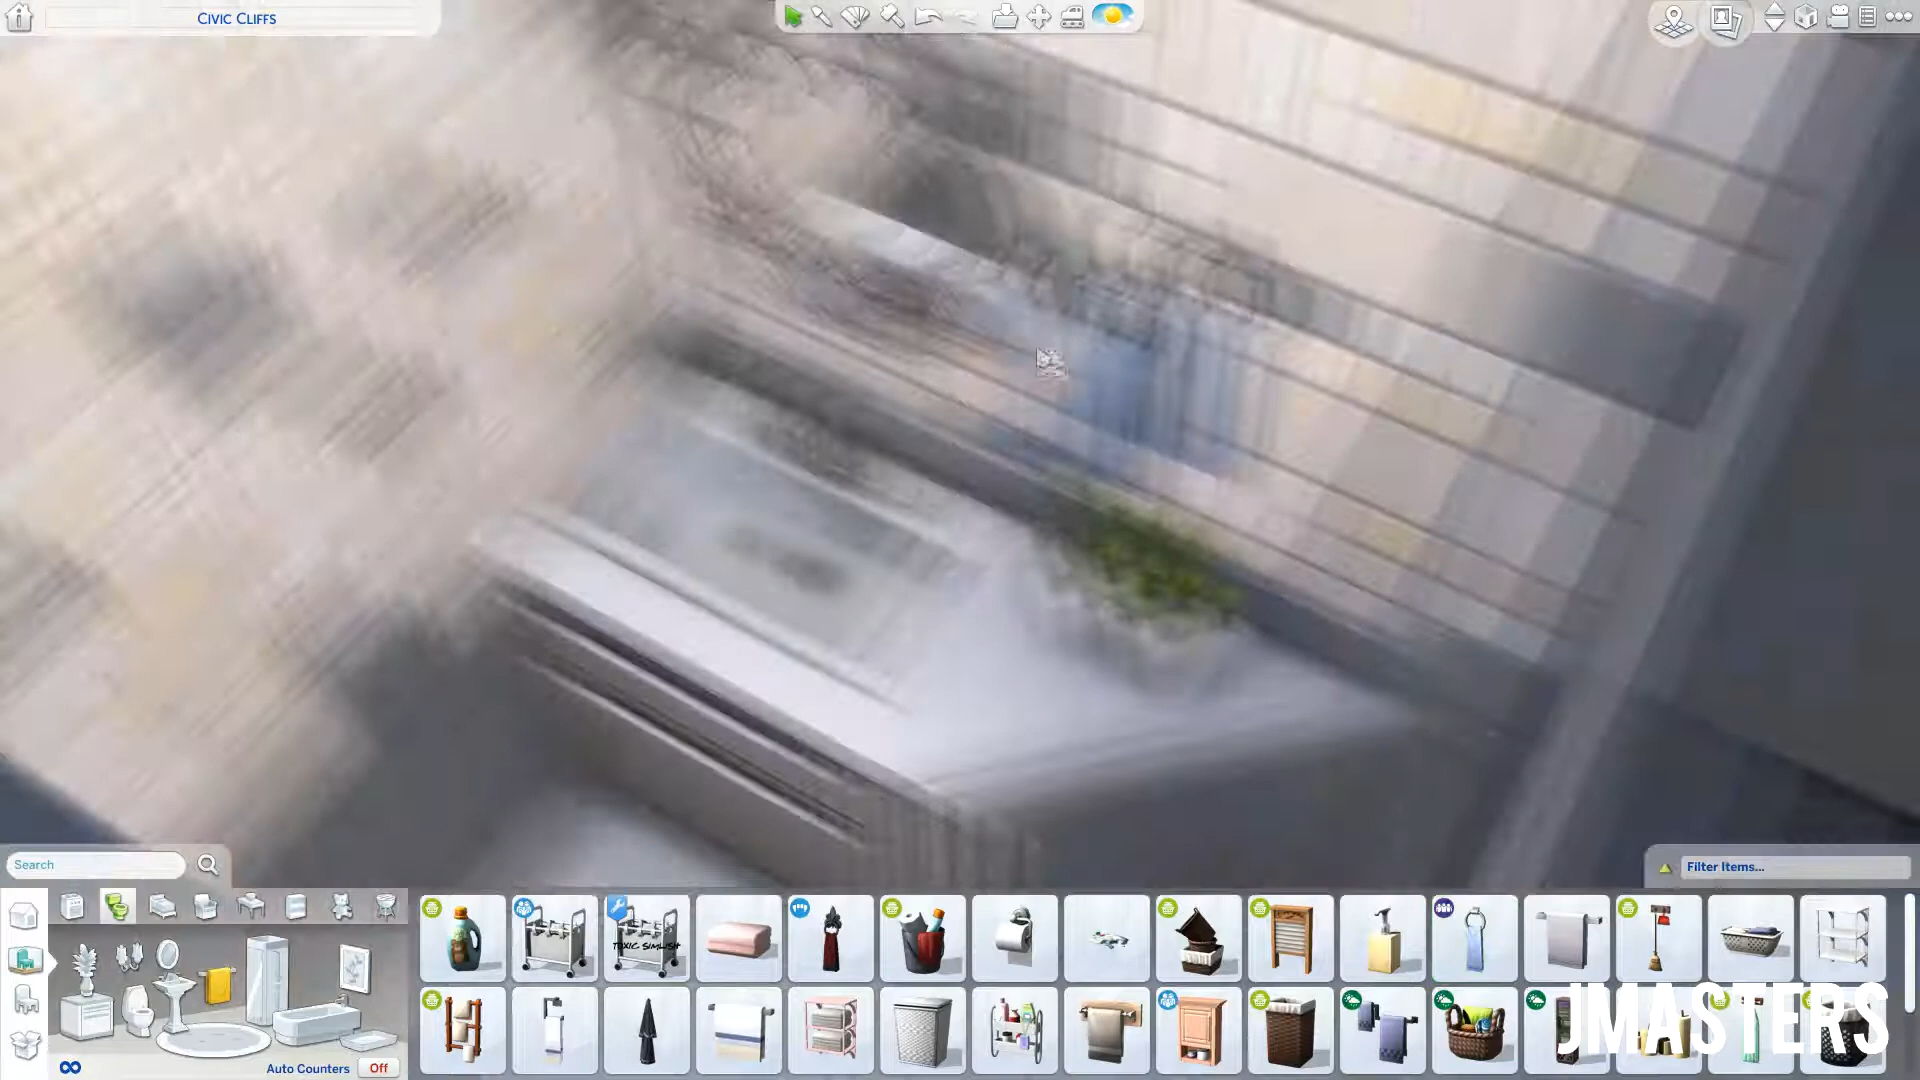 Civic Cliffs
Search
Filter Items...
TOXIC SIMLISH
Auto Counters
Off
JMASTERS